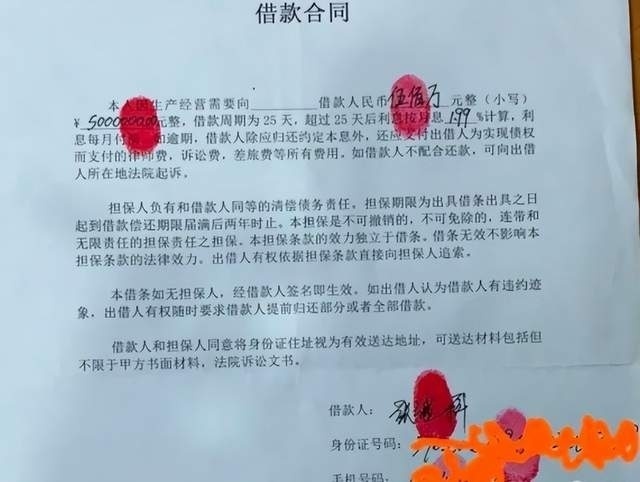 借款合同
本人因生产经营需要向________借款人民币伍佰万元整（小写）
￥5000000.00元整，借款周期为25天，超过25天后利息按月息1.99%计算，利
息每月付 如逾期，借款人除应归还约定本息外，还应支付出借人为实现债权
而支付的律师费，诉讼费，差旅费等所有费用。如借款人不配合还款，可向出借
人所在地法院起诉。
担保人负有和借款人同等的清偿债务责任。担保期限为出具借条出具之日
起到借款偿还期限届满后两年时止。本担保是不可撤销的，不可免除的，连带和
无限责任的担保责任之担保。本担保条款的效力独立于借条。借条无效不影响本
担保条款的法律效力。出借人有权依据担保条款直接向担保人追索。
本借条如无担保人，经借款人签名即生效。如出借人认为借款人有违约迹
象，出借人有权随时要求借款人提前归还部分或者全部借款。
借款人和担保人同意将身份证住址视为有效送达地址，可送达材料包括但
不限于甲方书面材料，法院诉讼文书。
借款人：张继科
身份证号码：
手机号码：